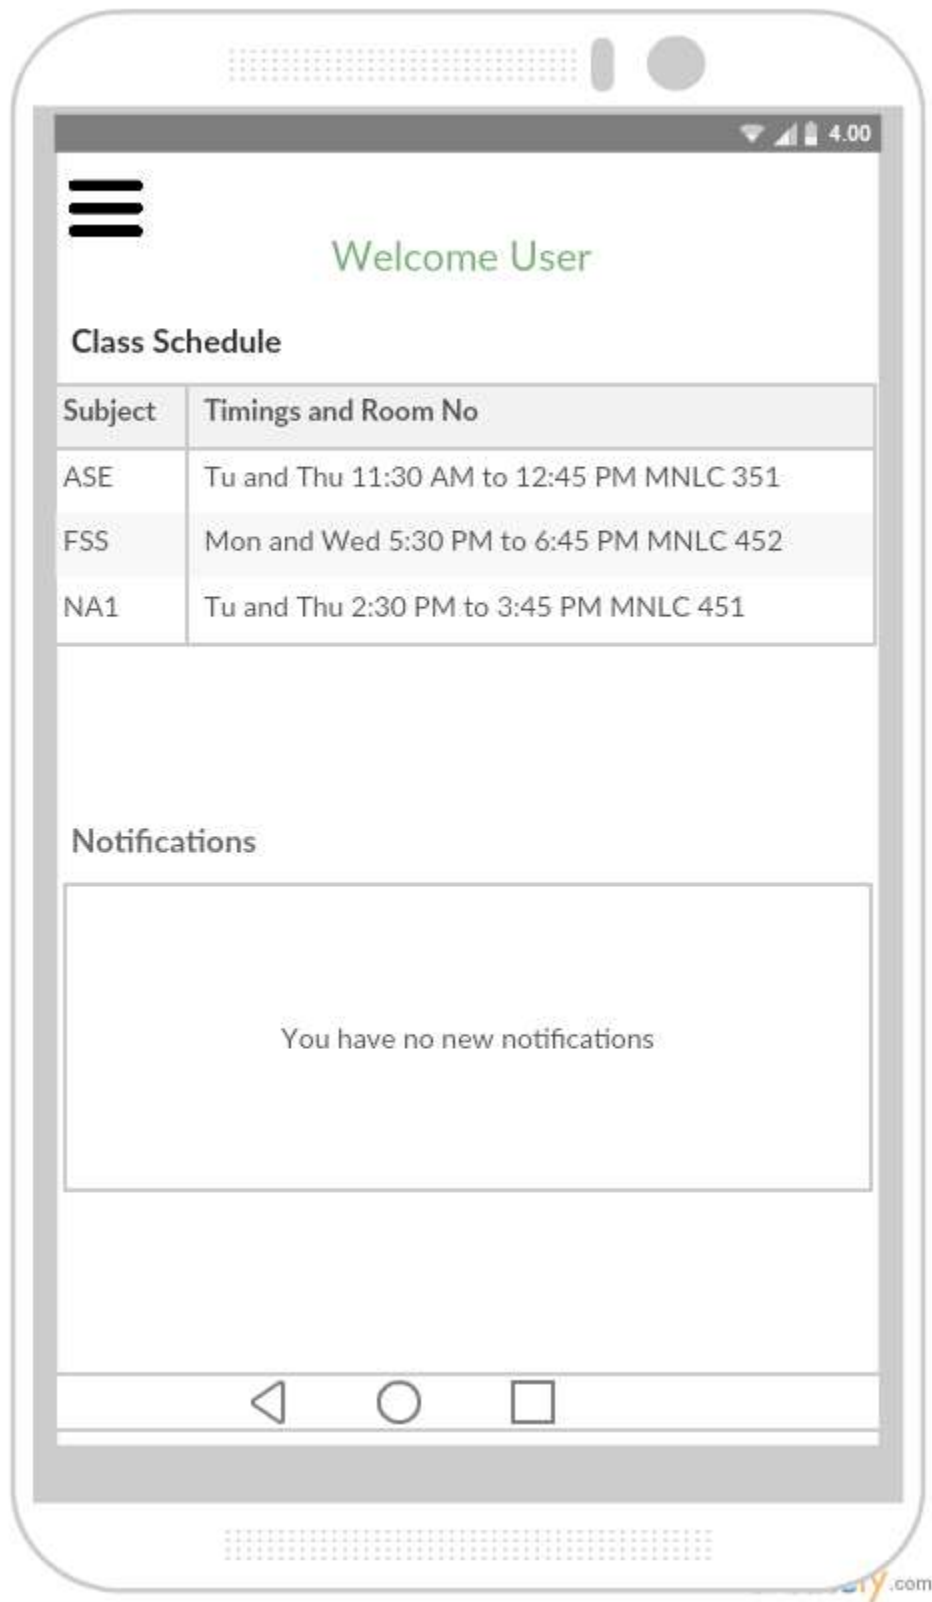 4.00
Welcome User
Class Schedule
Subject Timings and Room No
ASE Tu and Thu 11:30 AM to 12:45 PM MNLC 351
FSS Mon and Wed 5:30 PM to 6:45 PM MNLC 452
NA1 Tu and Thu 2:30 PM to 3:45 PM MNLC 451
Notifications
You have no new notifications
.com